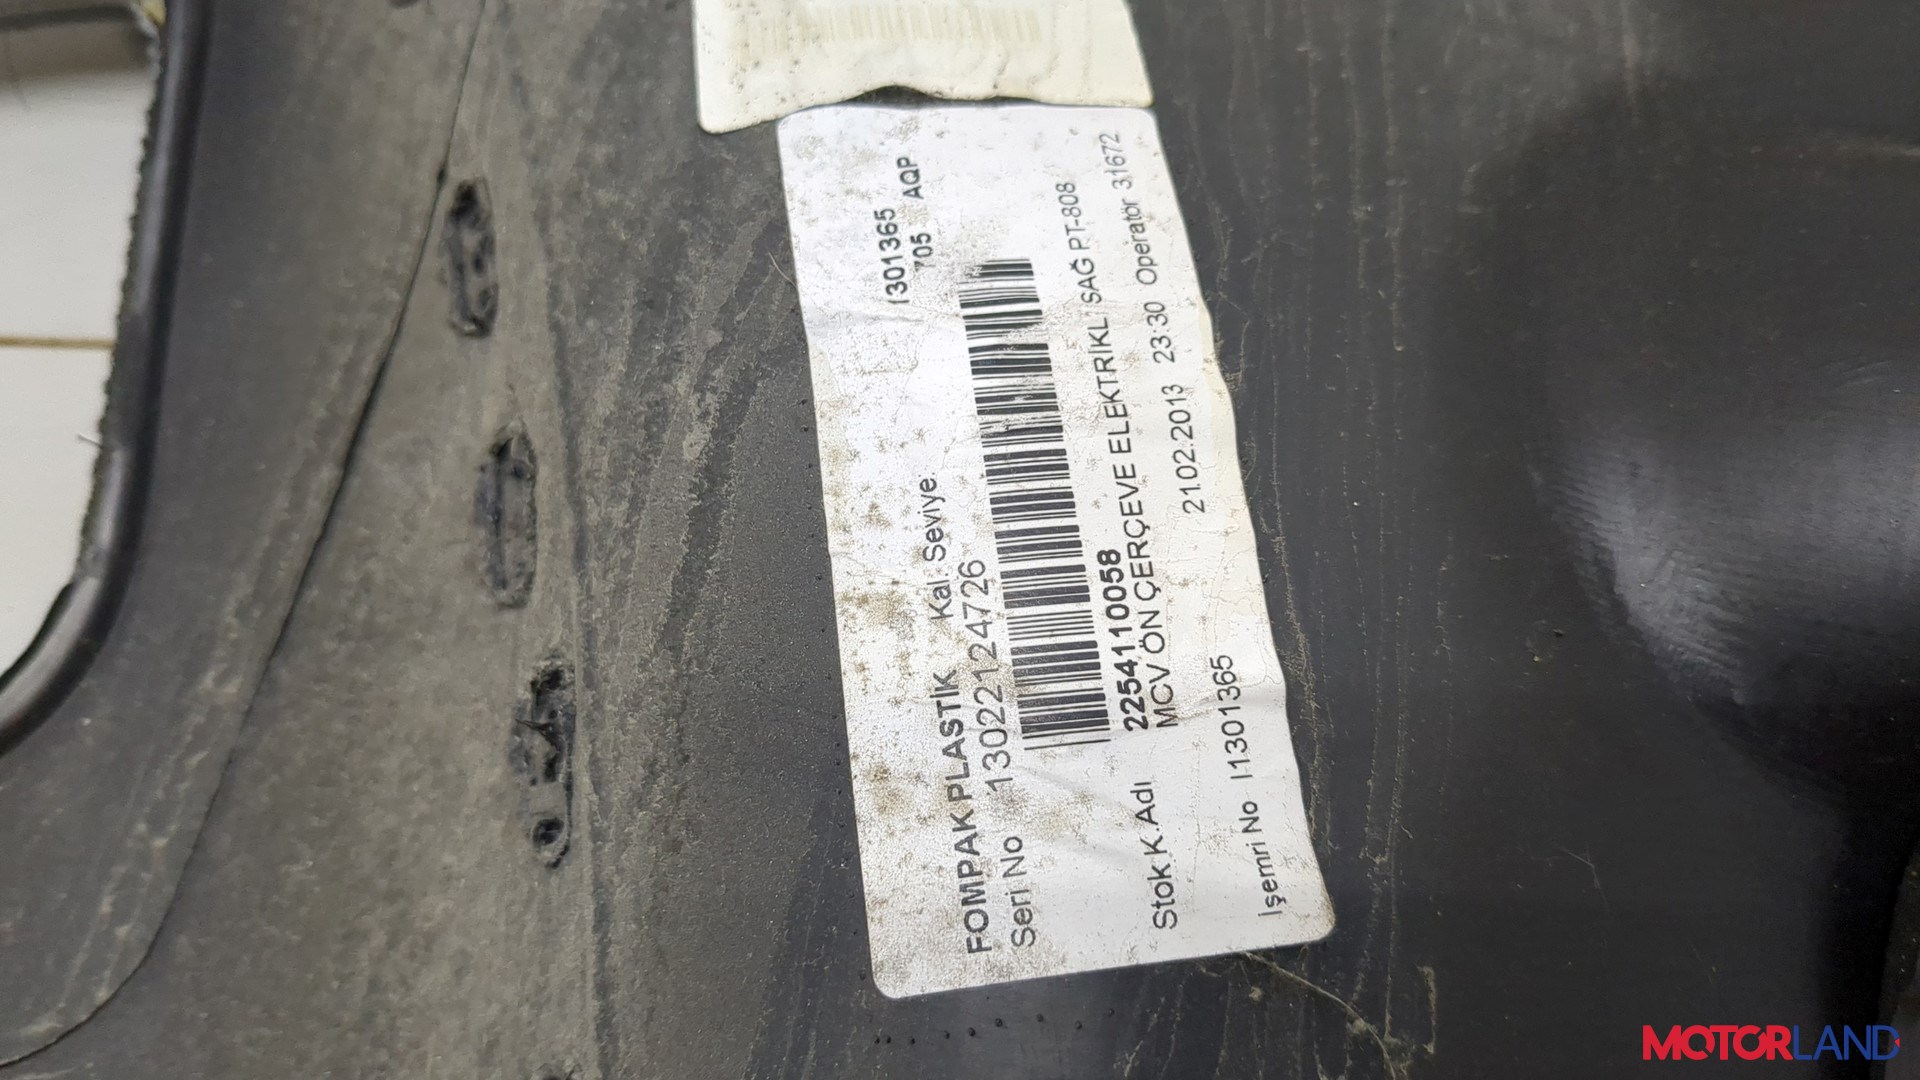 I1301365
705 AQP
FOMPAK PLASTİK Kal. Seviye:
Seri No 13022124726
Stok K.Adı 2254110058
MCV ÖN ÇERÇEVE ELEKTRİKLİ SAĞ PT-808
21.02.2013 23:30 Operatör 31672
İşemri No I1301365
MOTORLAND